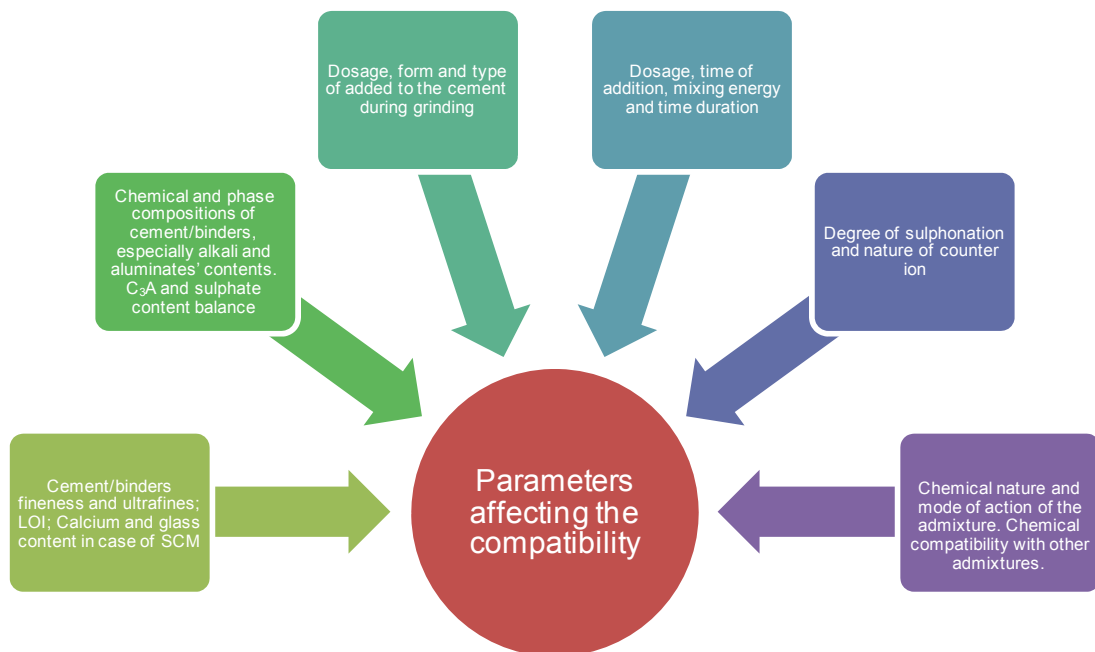 Dosage, form and type
of added to the cement
during grinding
Dosage, time of
addition, mixing energy
and time duration
Chemical and phase
compositions of
cement/binders,
especially alkali and
aluminates’ contents.
C₃A and sulphate
content balance
Degree of sulphonation
and nature of counter
ion
Cement/binders
fineness and ultrafines;
LOI; Calcium and glass
content in case of SCM
Parameters
affecting the
compatibility
Chemical nature and
mode of action of the
admixture. Chemical
compatibility with other
admixtures.